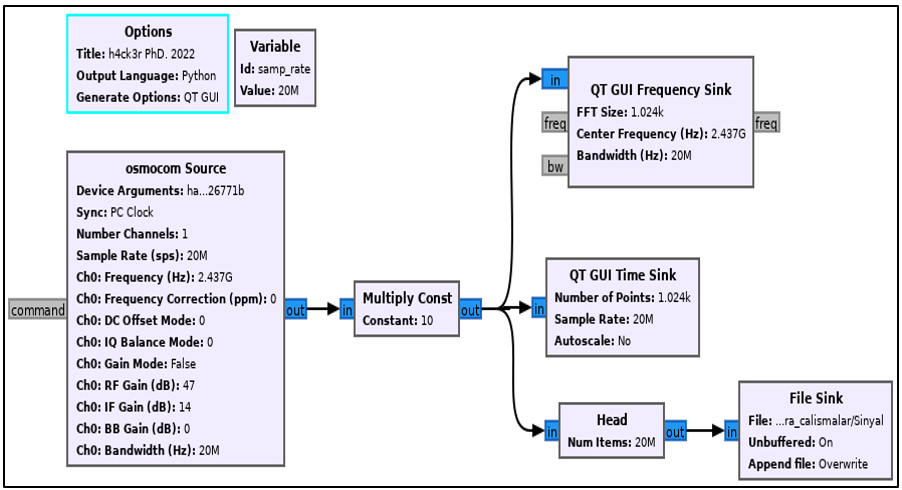 Options
Title: h4ck3r PhD. 2022
Output Language: Python
Generate Options: QT GUI
Variable
Id: samp_rate
Value: 20M
osmocom Source
Device Arguments: ha...26771b
Sync: PC Clock
Number Channels: 1
Sample Rate (sps): 20M
Ch0: Frequency (Hz): 2.437G
Ch0: Frequency Correction (ppm): 0
Ch0: DC Offset Mode: 0
Ch0: IQ Balance Mode: 0
Ch0: Gain Mode: False
Ch0: RF Gain (dB): 47
Ch0: IF Gain (dB): 14
Ch0: BB Gain (dB): 0
Ch0: Bandwidth (Hz): 20M
command
out
in
Multiply Const
Constant: 10
out
in
freq
bw
QT GUI Frequency Sink
FFT Size: 1.024k
Center Frequency (Hz): 2.437G
Bandwidth (Hz): 20M
freq
in
QT GUI Time Sink
Number of Points: 1.024k
Sample Rate: 20M
Autoscale: No
in
Head
Num Items: 20M
out
in
File Sink
File: ...ra_calismalar/Sinyal
Unbuffered: On
Append file: Overwrite